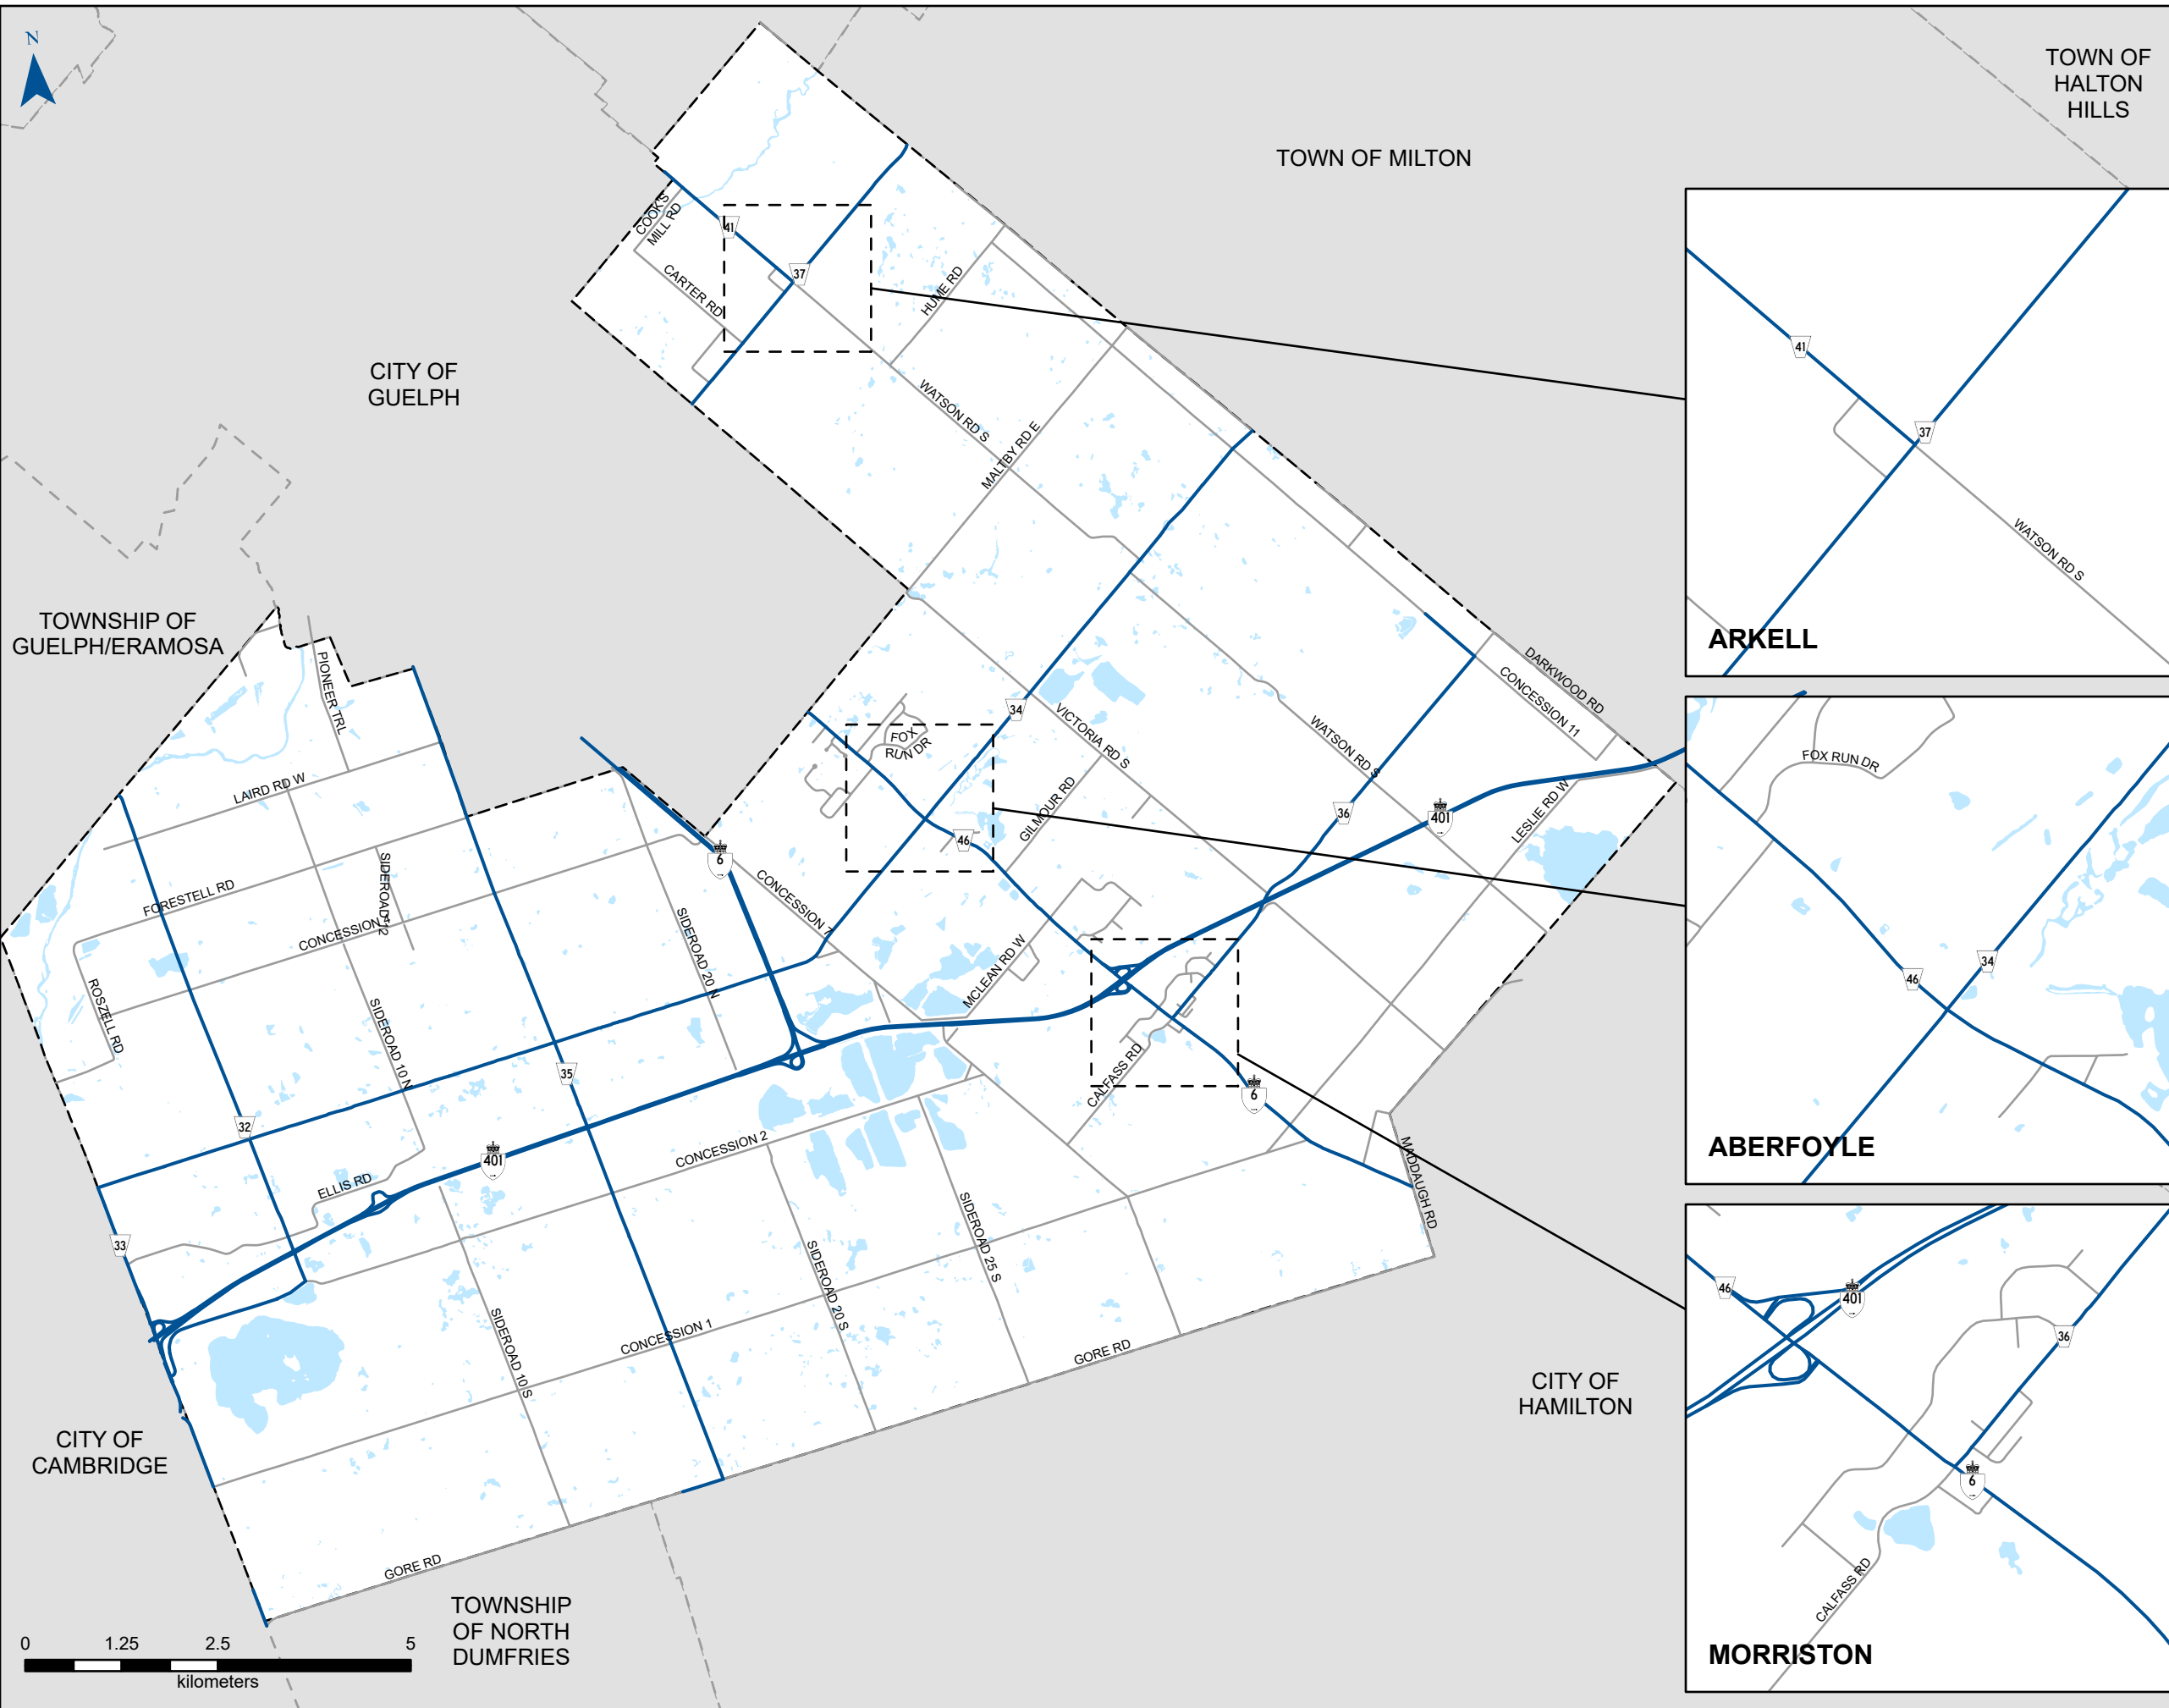 N
TOWN OF
HALTON
HILLS
TOWN OF MILTON
COOK'S
MILL RD
41
37
CARTER RD
HUME RD
CITY OF
GUELPH
WATSON RD S
MALTBY RD E
41
37
WATSON RD S
ARKELL
TOWNSHIP OF
GUELPH/ERAMOSA
PIONEER TRL
DARKWOOD RD
CONCESSION 11
34
VICTORIA RD S
WATSON RD S
FOX
RUN DR
LAIRD RD W
GILMOUR RD
36
401
LESLIE RD W
46
6
FOX RUN DR
46
34
ABERFOYLE
SIDEROAD 12
FORESTELL RD
CONCESSION 4
CONCESSION 7
SIDEROAD 20 N
MCLEAN RD W
ROSZELL RD
SIDEROAD 10 N
35
CALFASS RD
6
32
401
CONCESSION 2
MADDAUGH RD
ELLIS RD
33
SIDEROAD 25 S
SIDEROAD 20 S
SIDEROAD 10 S
CONCESSION 1
GORE RD
46
401
36
6
CALFASS RD
MORRISTON
CITY OF
HAMILTON
CITY OF
CAMBRIDGE
GORE RD
TOWNSHIP
OF NORTH
DUMFRIES
0 1.25 2.5 5
kilometers